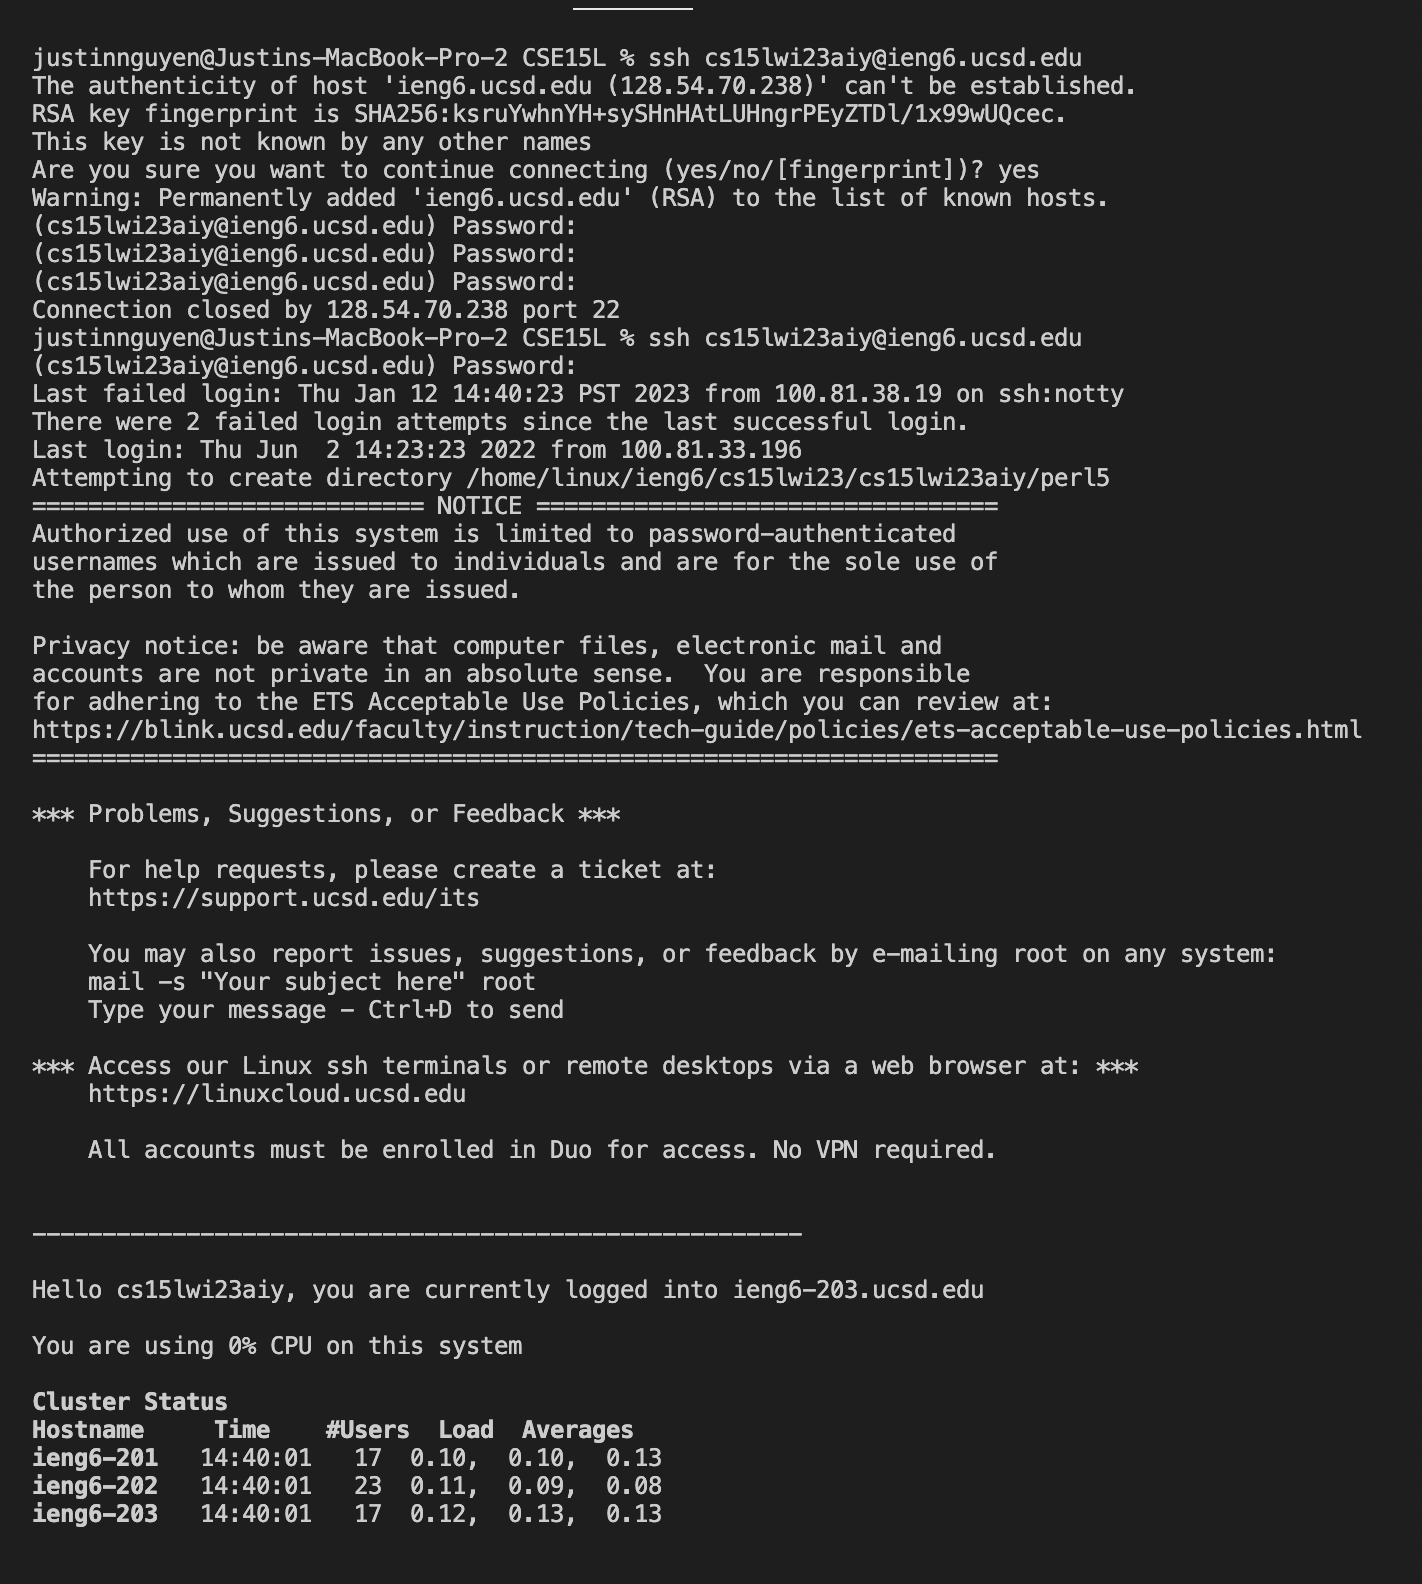 justinnguyen@Justins-MacBook-Pro-2 CSE15L % ssh cs15lwi23aiy@ieng6.ucsd.edu
The authenticity of host 'ieng6.ucsd.edu (128.54.70.238)' can't be established.
RSA key fingerprint is SHA256:ksruYwhnYH+sySHnHAtLUHngrPEyZTDl/1x99wUQcec.
This key is not known by any other names
Are you sure you want to continue connecting (yes/no/[fingerprint])? yes
Warning: Permanently added 'ieng6.ucsd.edu' (RSA) to the list of known hosts.
(cs15lwi23aiy@ieng6.ucsd.edu) Password:
(cs15lwi23aiy@ieng6.ucsd.edu) Password:
(cs15lwi23aiy@ieng6.ucsd.edu) Password:
Connection closed by 128.54.70.238 port 22
justinnguyen@Justins-MacBook-Pro-2 CSE15L % ssh cs15lwi23aiy@ieng6.ucsd.edu
(cs15lwi23aiy@ieng6.ucsd.edu) Password:
Last failed login: Thu Jan 12 14:40:23 PST 2023 from 100.81.38.19 on ssh:notty
There were 2 failed login attempts since the last successful login.
Last login: Thu Jun  2 14:23:23 2022 from 100.81.33.196
Attempting to create directory /home/linux/ieng6/cs15lwi23/cs15lwi23aiy/perl5
============================ NOTICE =================================
Authorized use of this system is limited to password-authenticated
usernames which are issued to individuals and are for the sole use of
the person to whom they are issued.

Privacy notice: be aware that computer files, electronic mail and
accounts are not private in an absolute sense.  You are responsible
for adhering to the ETS Acceptable Use Policies, which you can review at:
https://blink.ucsd.edu/faculty/instruction/tech-guide/policies/ets-acceptable-use-policies.html
=====================================================================

*** Problems, Suggestions, or Feedback ***

    For help requests, please create a ticket at:
    https://support.ucsd.edu/its

    You may also report issues, suggestions, or feedback by e-mailing root on any system:
    mail -s "Your subject here" root
    Type your message - Ctrl+D to send

*** Access our Linux ssh terminals or remote desktops via a web browser at: ***
    https://linuxcloud.ucsd.edu

    All accounts must be enrolled in Duo for access. No VPN required.

-------------------------------------------------------

Hello cs15lwi23aiy, you are currently logged into ieng6-203.ucsd.edu

You are using 0% CPU on this system

Cluster Status
Hostname     Time    #Users  Load  Averages
ieng6-201   14:40:01   17  0.10,  0.10,  0.13
ieng6-202   14:40:01   23  0.11,  0.09,  0.08
ieng6-203   14:40:01   17  0.12,  0.13,  0.13